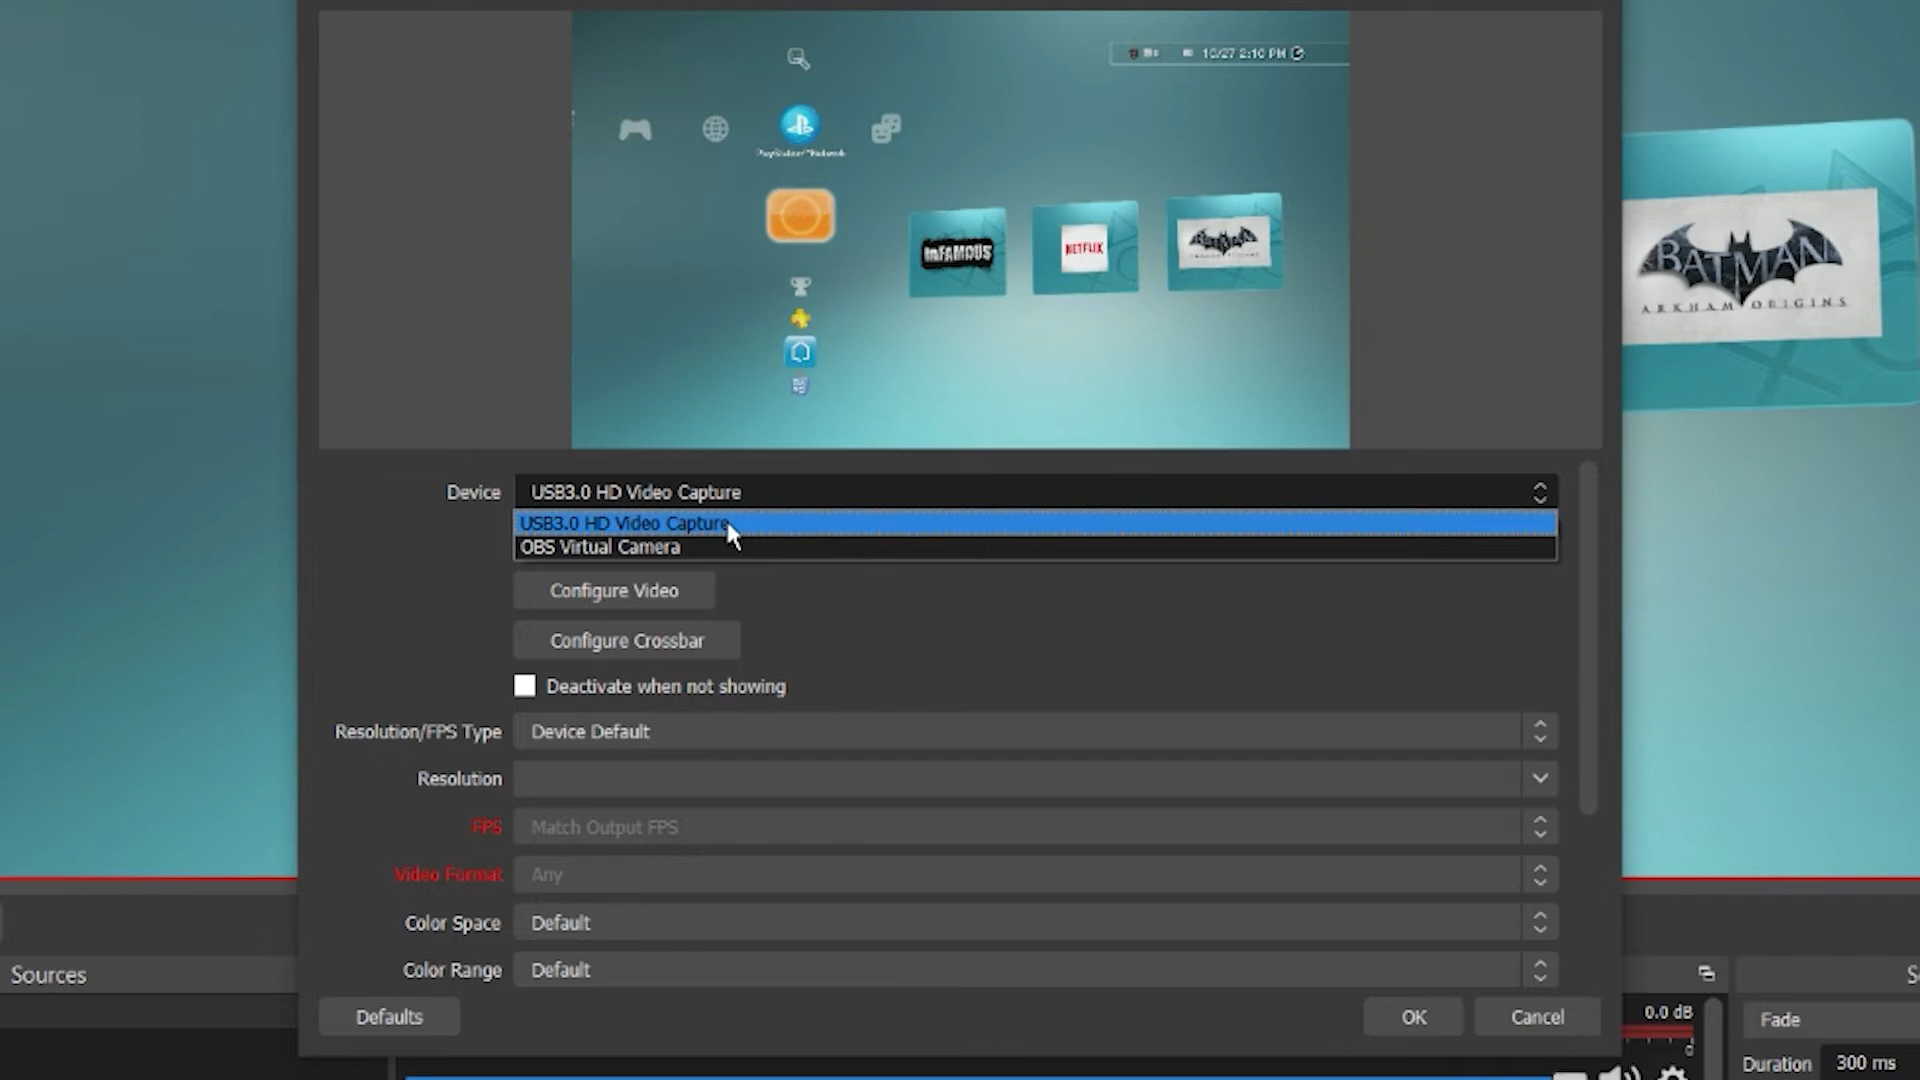 10/27 2:10 PM
PlayStation™Network
inFAMOUS
NETFLIX
BATMAN
ARKHAM ORIGINS
Device
USB3.0 HD Video Capture
USB3.0 HD Video Capture
OBS Virtual Camera
Configure Video
Configure Crossbar
Deactivate when not showing
Resolution/FPS Type
Device Default
Resolution
FPS
Match Output FPS
Video Format
Any
Color Space
Default
Color Range
Default
Sources
Defaults
OK
Cancel
0.0 dB
0
Fade
Duration
300 ms